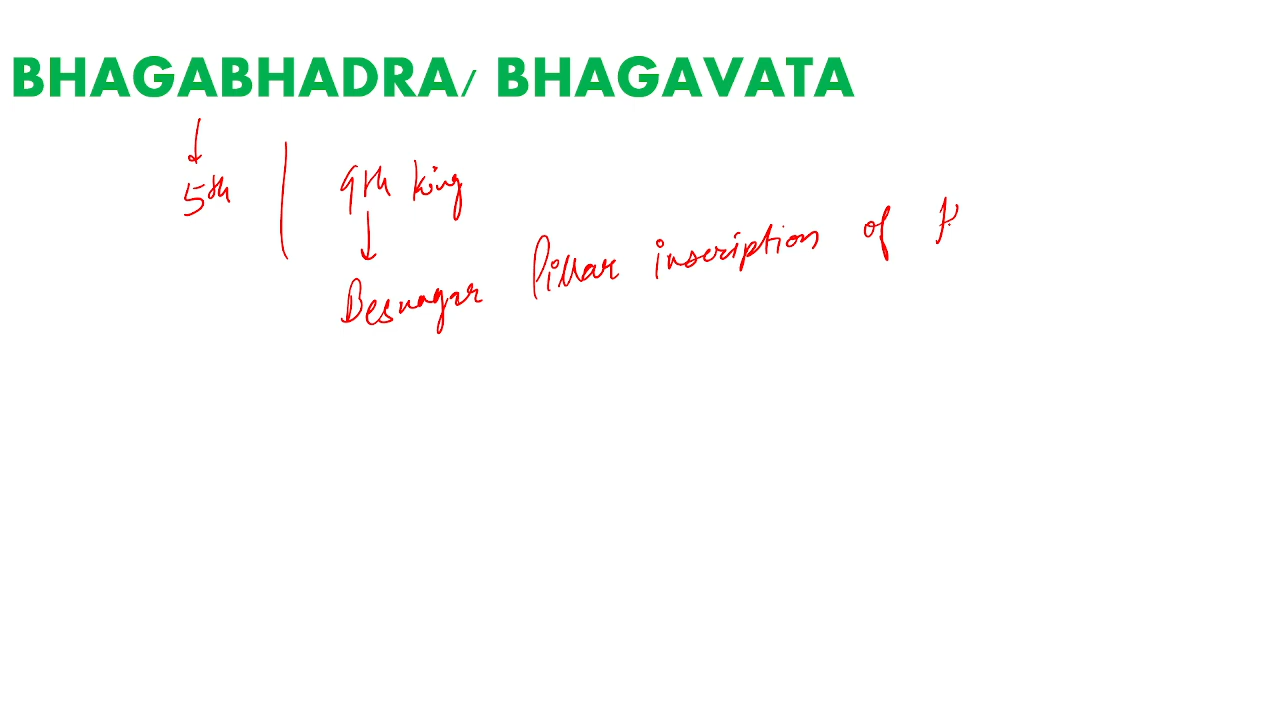 BHAGABHADRA/ BHAGAVATA
5th 9th King
Besnagar Pillar inscription of